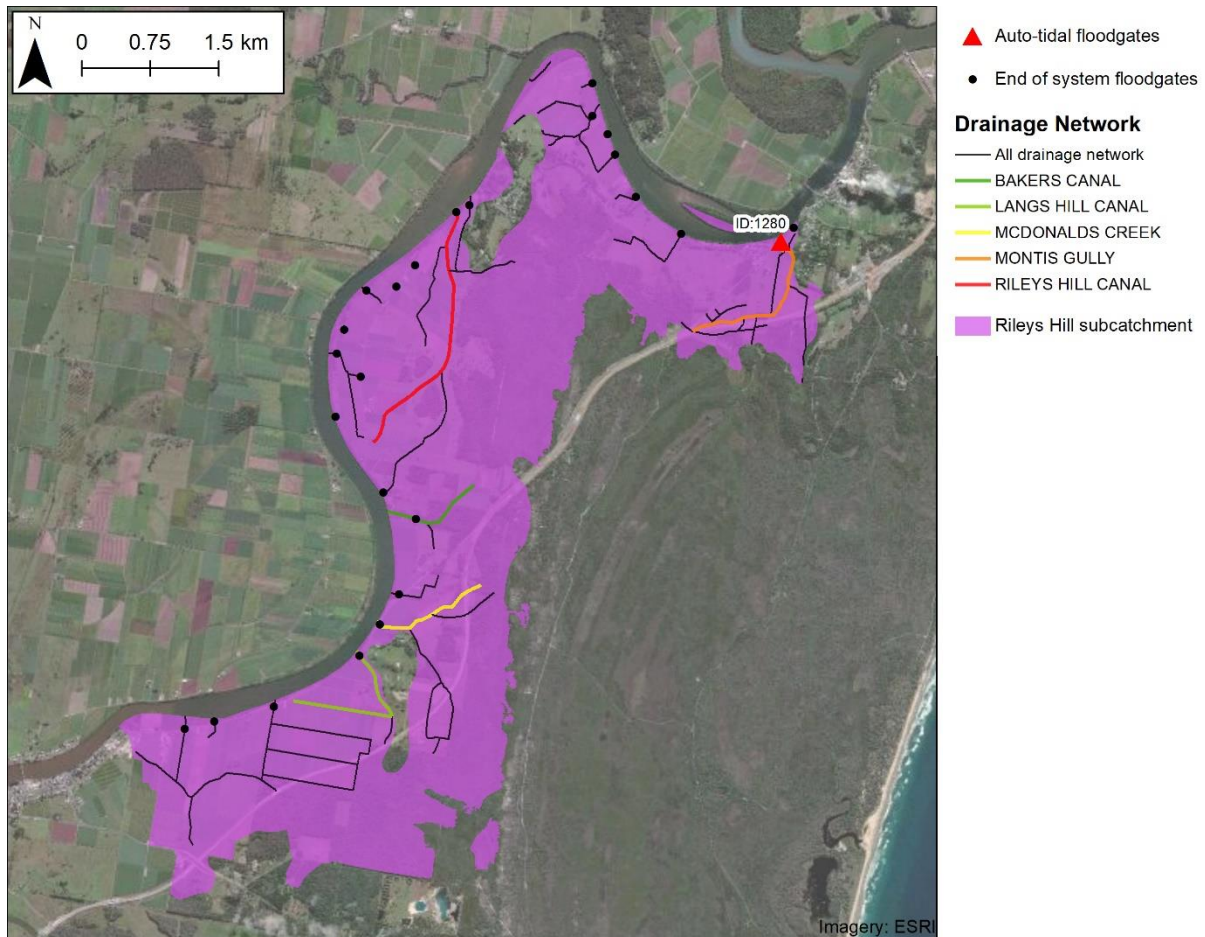 N
0 0.75 1.5 km
ID:1280
Imagery: ESRI
Auto-tidal floodgates
End of system floodgates
Drainage Network
All drainage network
BAKERS CANAL
LANGS HILL CANAL
MCDONALDS CREEK
MONTIS GULLY
RILEYS HILL CANAL
Rileys Hill subcatchment